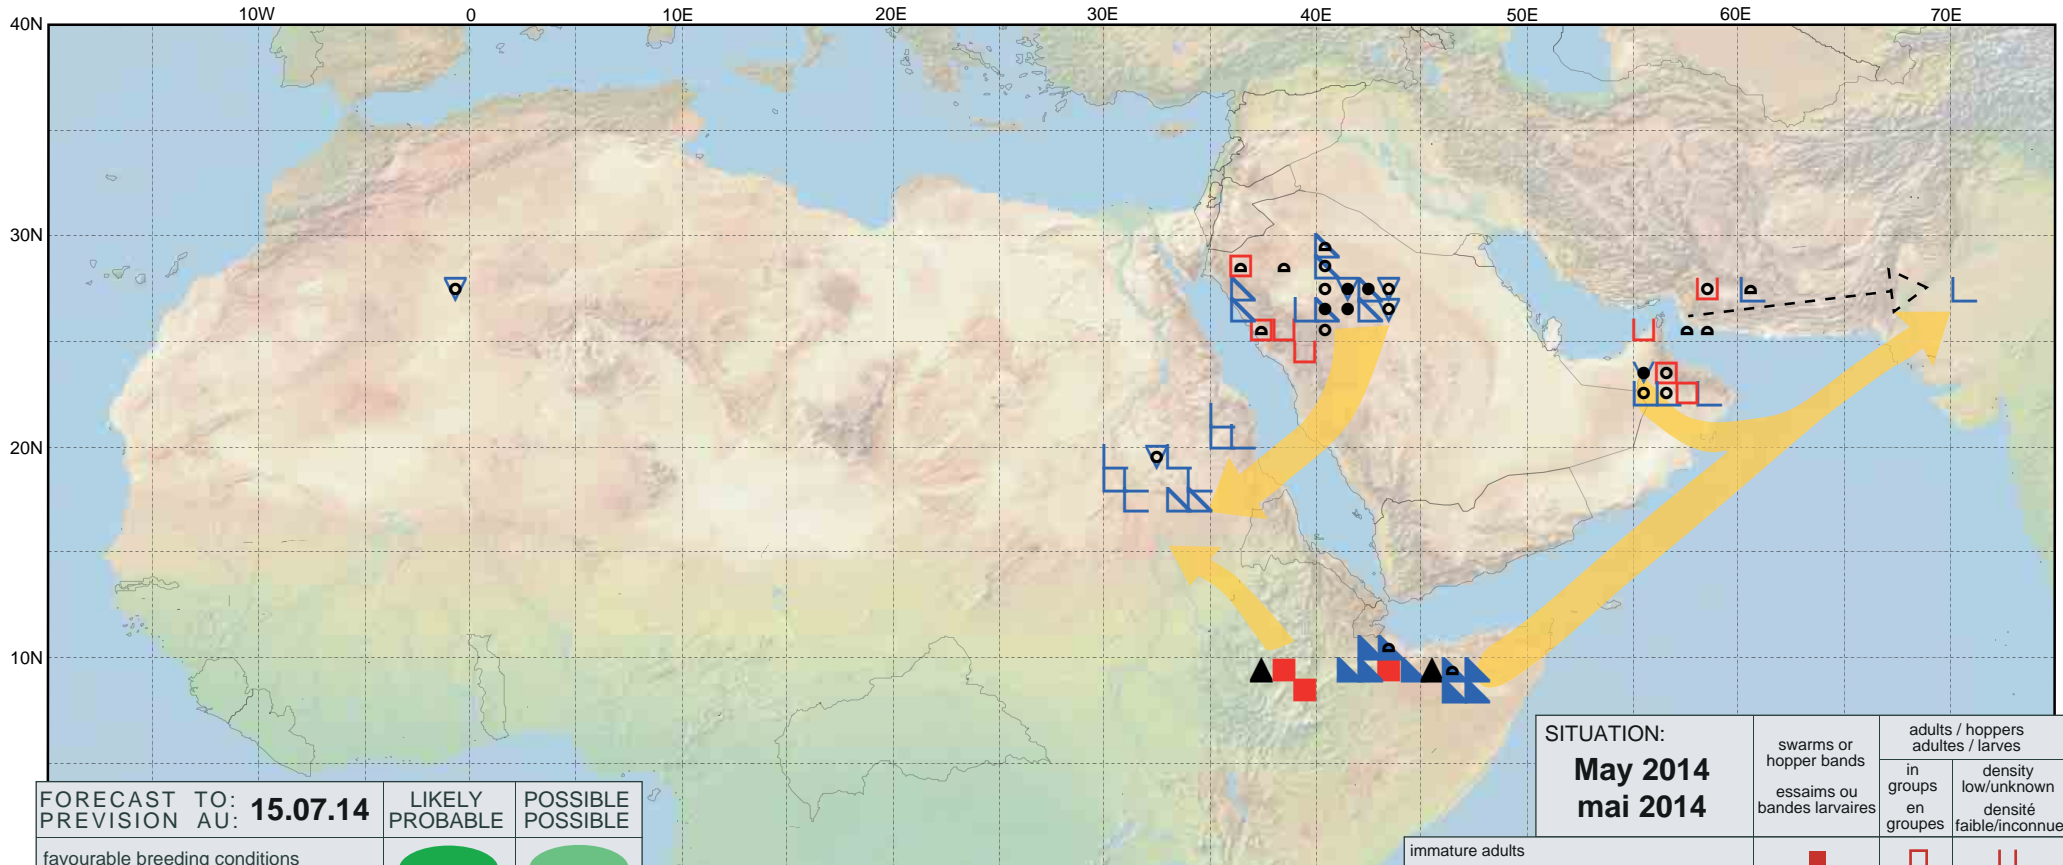 10W 0 10E 20E 30E 40E 50E 60E 70E
40N
30N
20N
10N
FORECAST TO:
PREVISION AU:
15.07.14
LIKELY
PROBABLE
POSSIBLE
POSSIBLE
favourable breeding conditions
SITUATION:
May 2014
mai 2014
swarms or
hopper bands
essaims ou
bandes larvaires
adults / hoppers
adultes / larves
in
groups
en
groupes
density
low/unknown
densité
faible/inconnue
immature adults